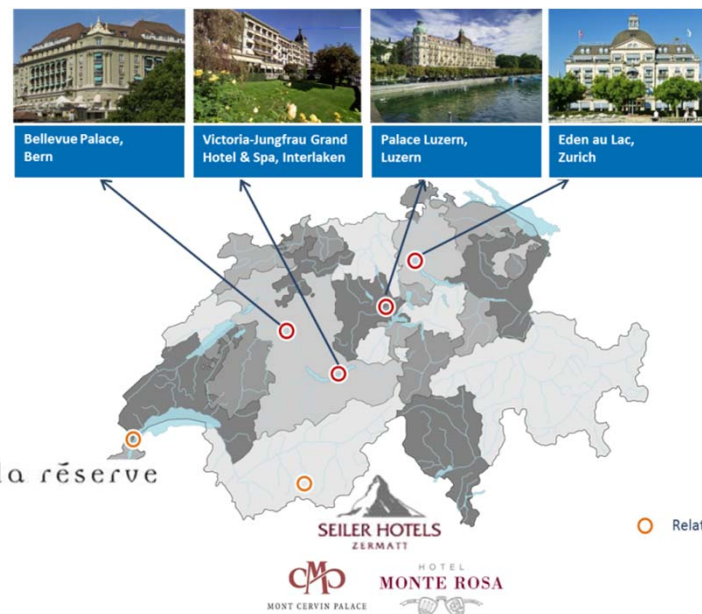 Bellevue Palace,
Bern
Victoria-Jungfrau Grand
Hotel & Spa, Interlaken
Palace Luzern,
Luzern
Eden au Lac,
Zurich
la réserve
SEILER HOTELS
ZERMATT
MONT CERVIN PALACE
HOTEL
MONTE ROSA